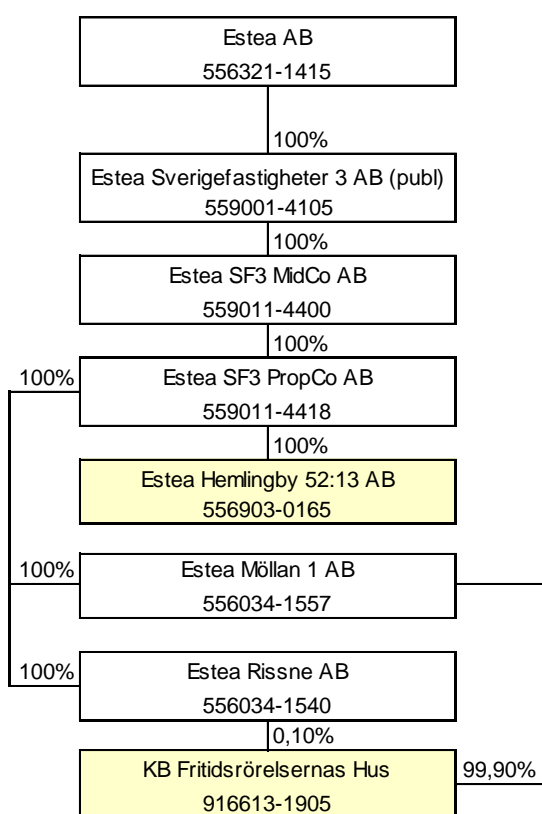 Estea AB
556321-1415
100%
Estea Sverigefastigheter 3 AB (publ)
559001-4105
100%
Estea SF3 MidCo AB
559011-4400
100%
100%
Estea SF3 PropCo AB
559011-4418
100%
Estea Hemlingby 52:13 AB
556903-0165
100%
Estea Möllan 1 AB
556034-1557
100%
Estea Rissne AB
556034-1540
0,10%
KB Fritidsrörelsernas Hus
99,90%
916613-1905